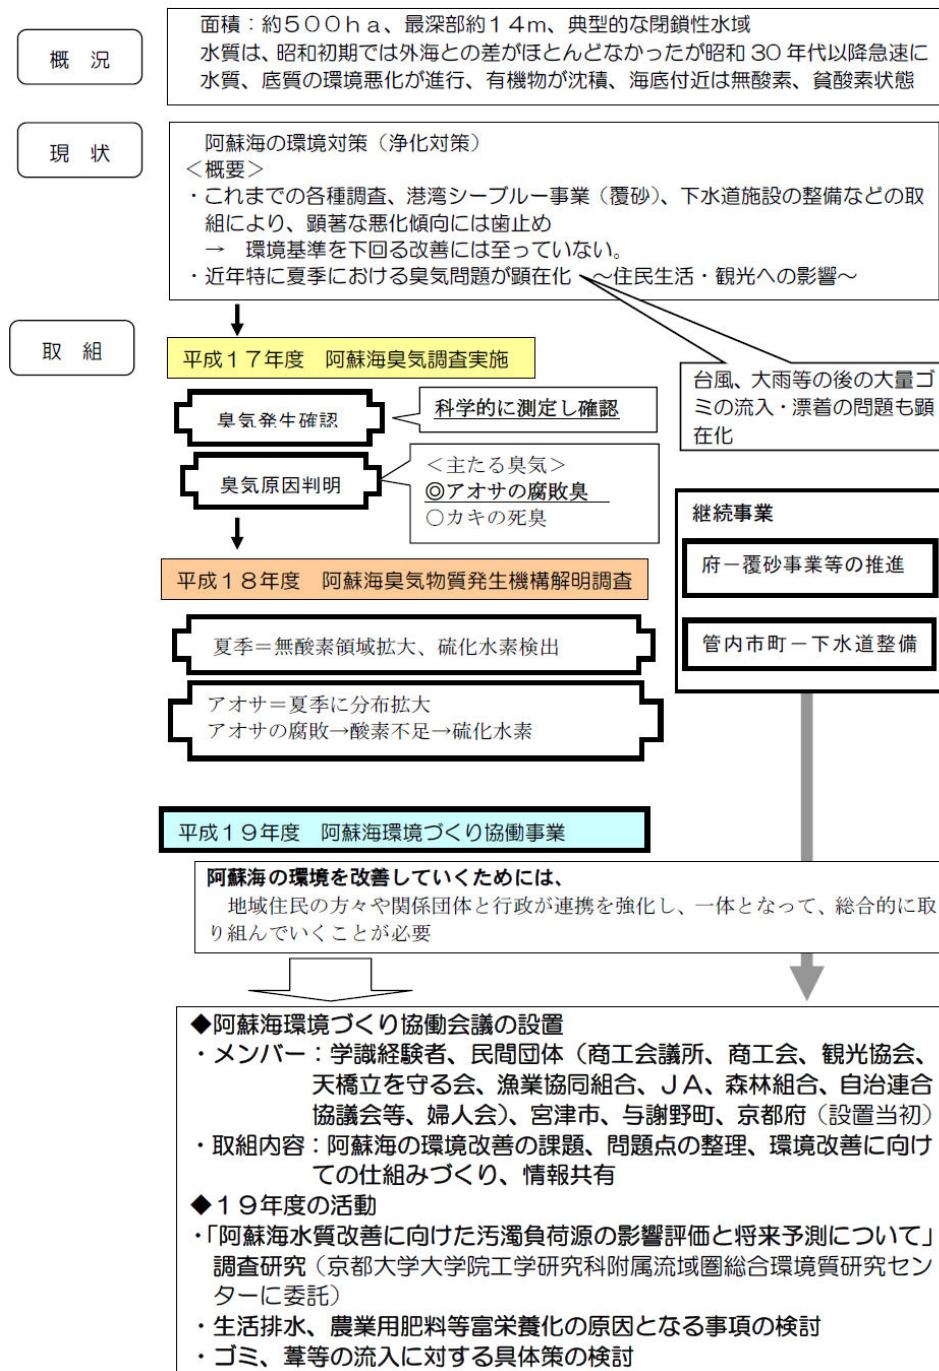 概　況
面積：約５００ｈａ、最深部約１４ｍ、典型的な閉鎖性水域
水質は、昭和初期では外海との差がほとんどなかったが昭和 30 年代以降急速に
水質、底質の環境悪化が進行、有機物が沈積、海底付近は無酸素、貧酸素状態
現　状
阿蘇海の環境対策（浄化対策）
＜概要＞
・これまでの各種調査、港湾シーブルー事業（覆砂）、下水道施設の整備などの取
組により、顕著な悪化傾向には歯止め
→　環境基準を下回る改善には至っていない。
・近年特に夏季における臭気問題が顕在化　～住民生活・観光への影響～
台風、大雨等の後の大量ゴ
ミの流入・漂着の問題も顕
在化
取　組
平成１７年度　阿蘇海臭気調査実施
臭気発生確認
科学的に測定し確認
臭気原因判明
＜主たる臭気＞
◎アオサの腐敗臭
○カキの死臭
継続事業
府－覆砂事業等の推進
管内市町－下水道整備
平成１８年度　阿蘇海臭気物質発生機構解明調査
夏季＝無酸素領域拡大、硫化水素検出
アオサ＝夏季に分布拡大
アオサの腐敗→酸素不足→硫化水素
平成１９年度　阿蘇海環境づくり協働事業
阿蘇海の環境を改善していくためには、
地域住民の方々や関係団体と行政が連携を強化し、一体となって、総合的に取
り組んでいくことが必要
◆阿蘇海環境づくり協働会議の設置
・メンバー：学識経験者、民間団体（商工会議所、商工会、観光協会、
天橋立を守る会、漁業協同組合、ＪＡ、森林組合、自治連合
協議会等、婦人会）、宮津市、与謝野町、京都府（設置当初）
・取組内容：阿蘇海の環境改善の課題、問題点の整理、環境改善に向け
ての仕組みづくり、情報共有
◆１９年度の活動
・「阿蘇海水質改善に向けた汚濁負荷源の影響評価と将来予測について」
調査研究（京都大学大学院工学研究科附属流域圏総合環境質研究セン
ターに委託）
・生活排水、農業用肥料等富栄養化の原因となる事項の検討
・ゴミ、葦等の流入に対する具体策の検討